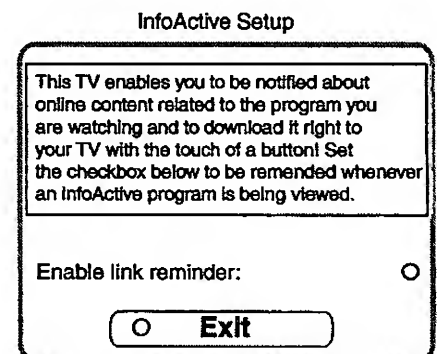 InfoActive Setup
This TV enables you to be notified about
online content related to the program you
are watching and to download it right to
your TV with the touch of a button! Set
the checkbox below to be remended whenever
an InfoActive program is being viewed.
Enable link reminder:
Exit